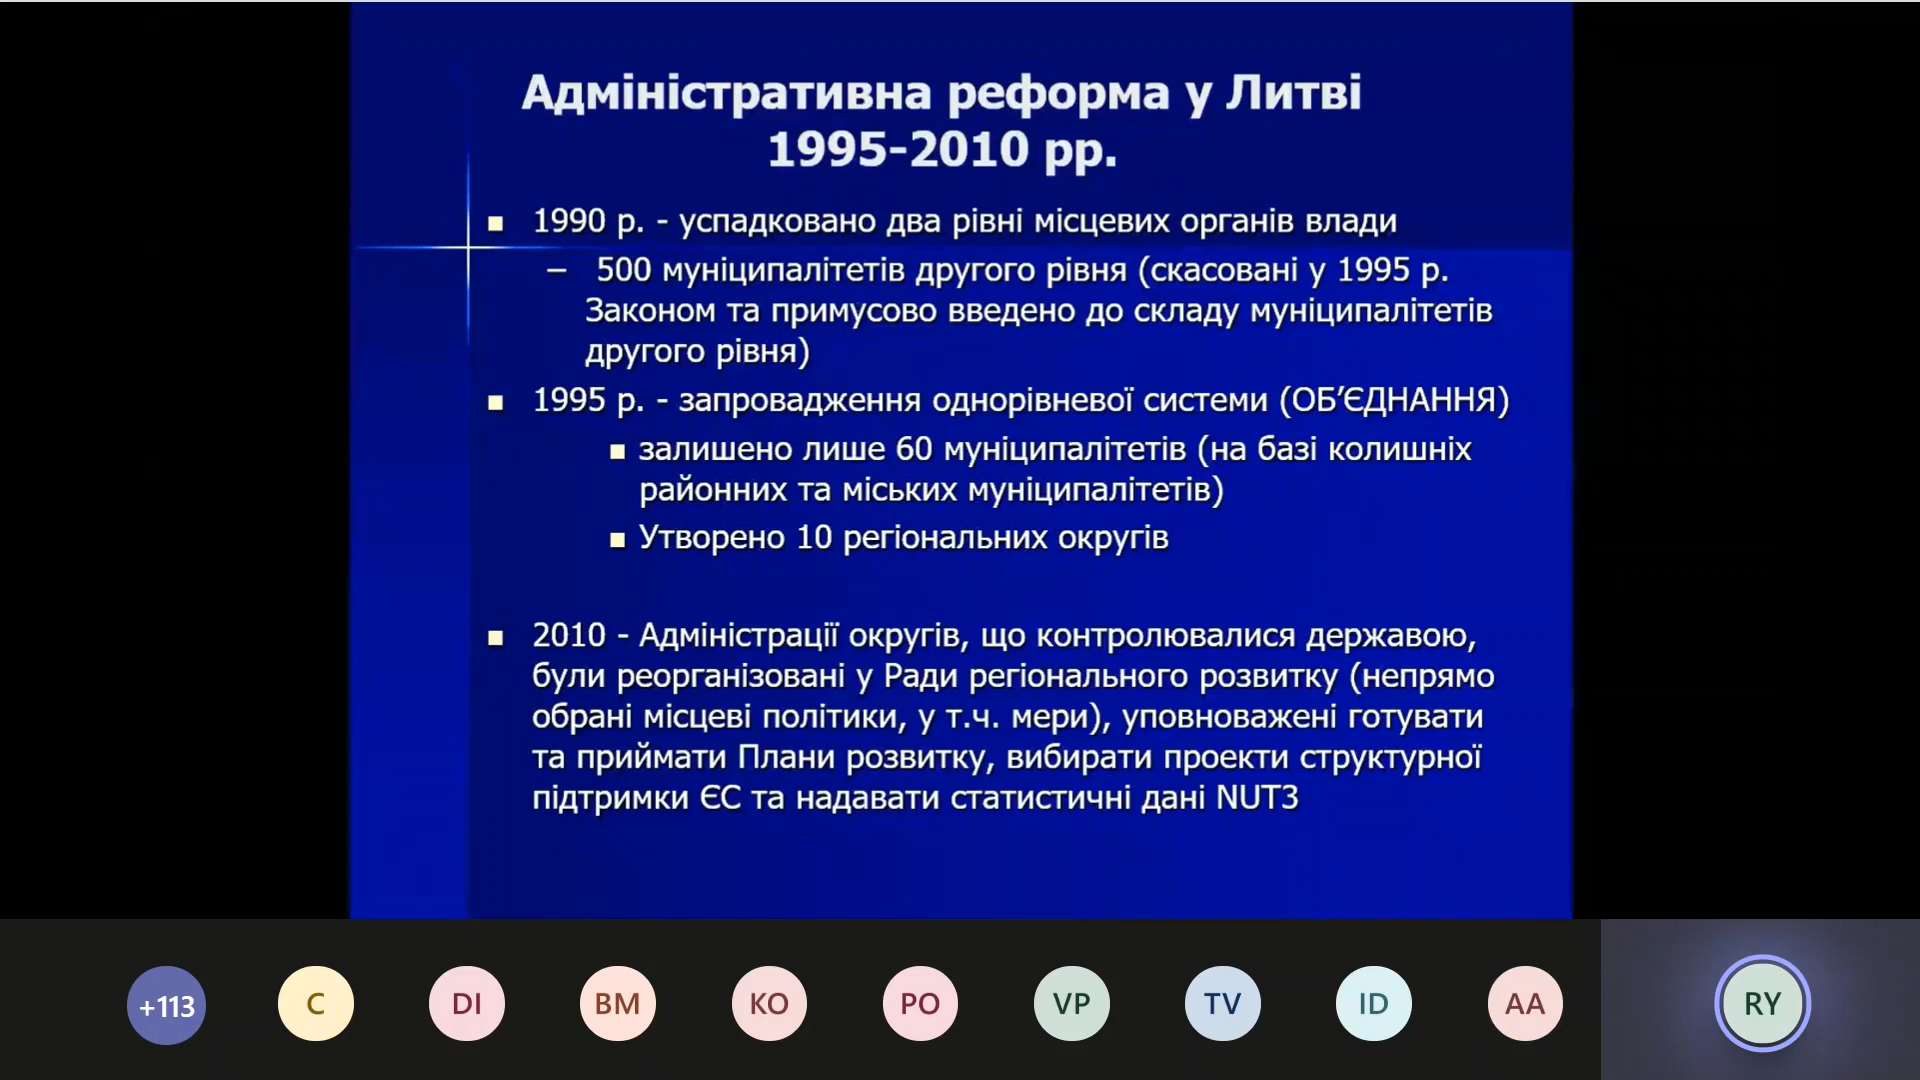 Адміністративна реформа у Литві
1995-2010 рр.
■ 1990 р. - успадковано два рівні місцевих органів влади
– 500 муніципалітетів другого рівня (скасовані у 1995 р.
Законом та примусово введено до складу муніципалітетів
другого рівня)
■ 1995 р. - запровадження однорівневої системи (ОБ’ЄДНАННЯ)
■ залишено лише 60 муніципалітетів (на базі колишніх
районних та міських муніципалітетів)
■ Утворено 10 регіональних округів
■ 2010 - Адміністрації округів, що контролювалися державою,
були реорганізовані у Ради регіонального розвитку (непрямо
обрані місцеві політики, у т.ч. мери), уповноважені готувати
та приймати Плани розвитку, вибирати проекти структурної
підтримки ЄС та надавати статистичні дані NUT3
+113 C DI BM KO PO VP TV ID AA RY